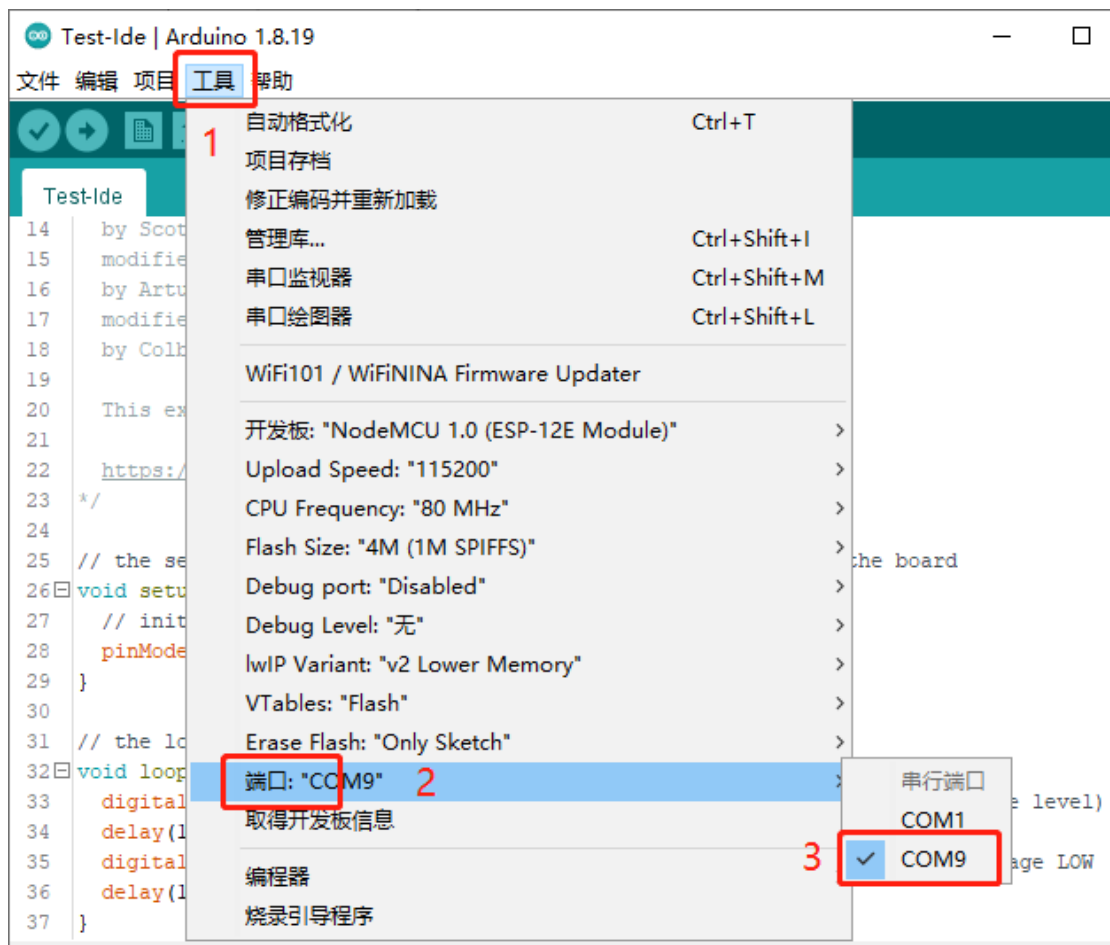 Test-Ide | Arduino 1.8.19
文件 编辑 项目 工具 帮助
1
自动格式化 Ctrl+T
项目存档
修正编码并重新加载
管理库... Ctrl+Shift+I
串口监视器 Ctrl+Shift+M
串口绘图器 Ctrl+Shift+L
WiFi101 / WiFiNINA Firmware Updater
开发板: "NodeMCU 1.0 (ESP-12E Module)"
Upload Speed: "115200"
CPU Frequency: "80 MHz"
Flash Size: "4M (1M SPIFFS)"
Debug port: "Disabled"
Debug Level: "无"
lwIP Variant: "v2 Lower Memory"
VTables: "Flash"
Erase Flash: "Only Sketch"
端口: "COM9" 2
取得开发板信息
编程器
烧录引导程序
串行端口
COM1
3 COM9
Test-Ide
14 by Scot
15 modifie
16 by Artu
17 modifie
18 by Colb
19
20 This ex
21
22 https:/
23 */
24
25 // the se the board
26 void setu
27 // init
28 pinMode
29 }
30
31 // the lo
32 void loop
33 digital e level)
34 delay(1
35 digital age LOW
36 delay(1
37 }